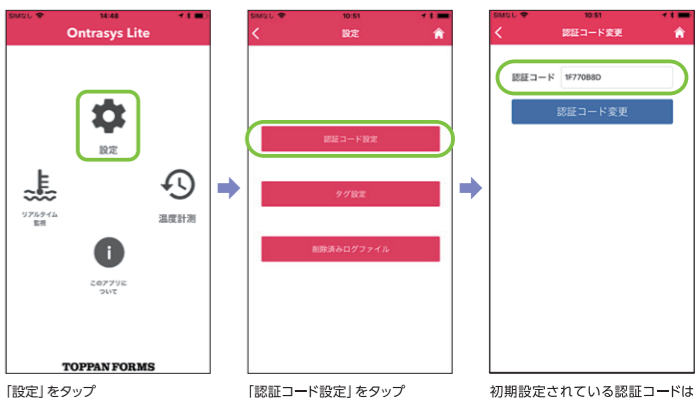 SIMなし 14:48
Ontrasys Lite
設定
リアルタイム
監視
温度計測
このアプリに
ついて
TOPPAN FORMS
「設定」をタップ
SIMなし 10:51
設定
認証コード設定
タグ設定
削除済みログファイル
「認証コード設定」をタップ
SIMなし 10:51
認証コード変更
認証コード 1F770B8D
認証コード変更
初期設定されている認証コードは